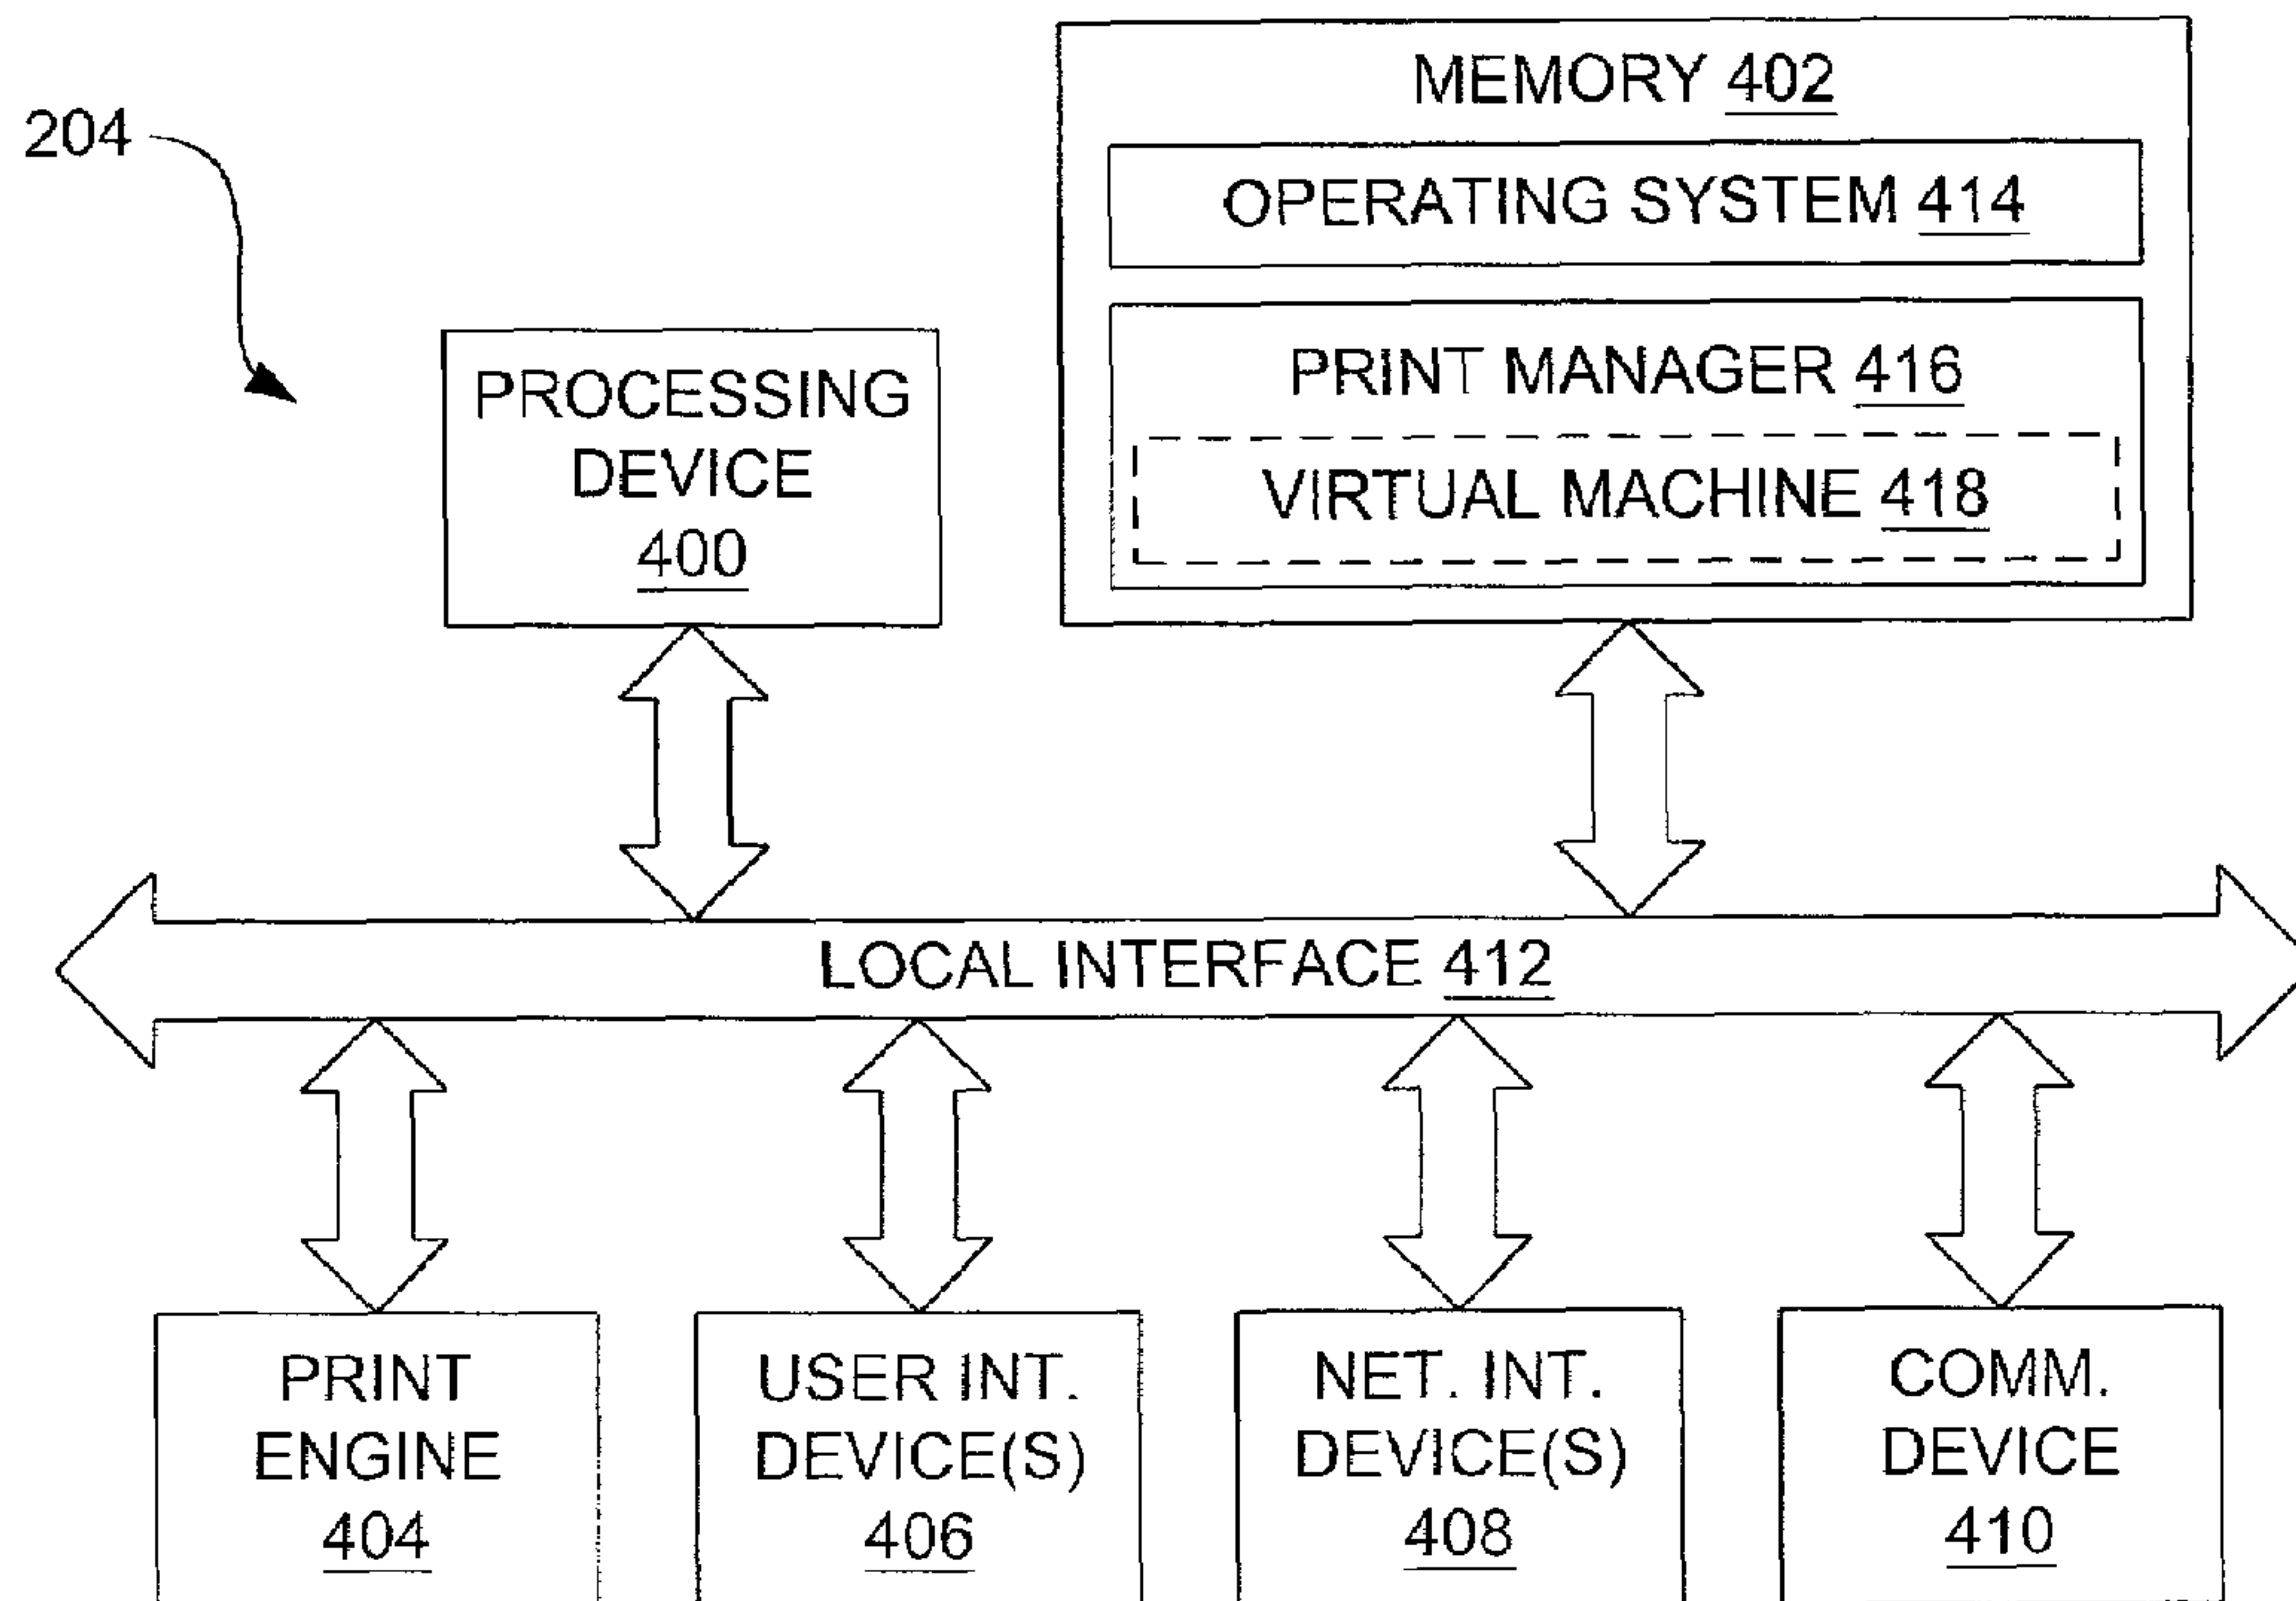 204
MEMORY 402
OPERATING SYSTEM 414
PRINT MANAGER 416
VIRTUAL MACHINE 418
PROCESSING
DEVICE
400
LOCAL INTERFACE 412
PRINT
ENGINE
404
USER INT.
DEVICE(S)
406
NET. INT.
DEVICE(S)
408
COMM.
DEVICE
410